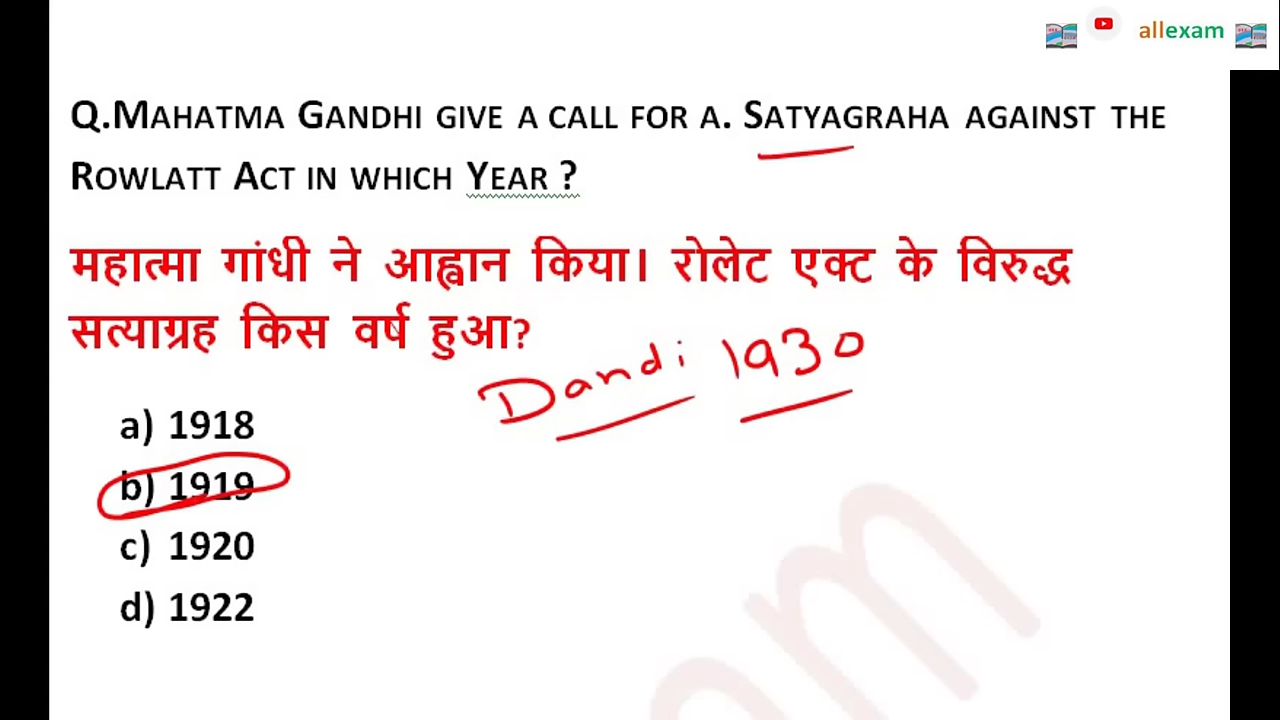 allexam
Q.MAHATMA GANDHI GIVE A CALL FOR A. SATYAGRAHA AGAINST THE
ROWLATT ACT IN WHICH YEAR ?
महात्मा गांधी ने आह्वान किया। रोलेट एक्ट के विरुद्ध
सत्याग्रह किस वर्ष हुआ?
Dandi 1930
a) 1918
b) 1919
c) 1920
d) 1922